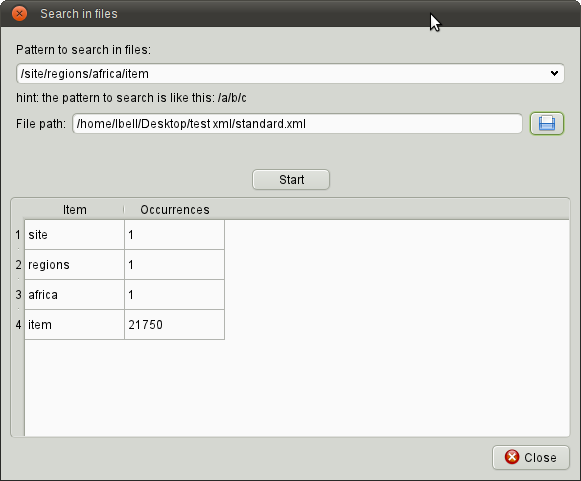 Search in files
Pattern to search in files:
/site/regions/africa/item
hint: the pattern to search is like this: /a/b/c
File path: /home/lbell/Desktop/test xml/standard.xml
Start
Item Occurrences
1 site 1
2 regions 1
3 africa 1
4 item 21750
Close